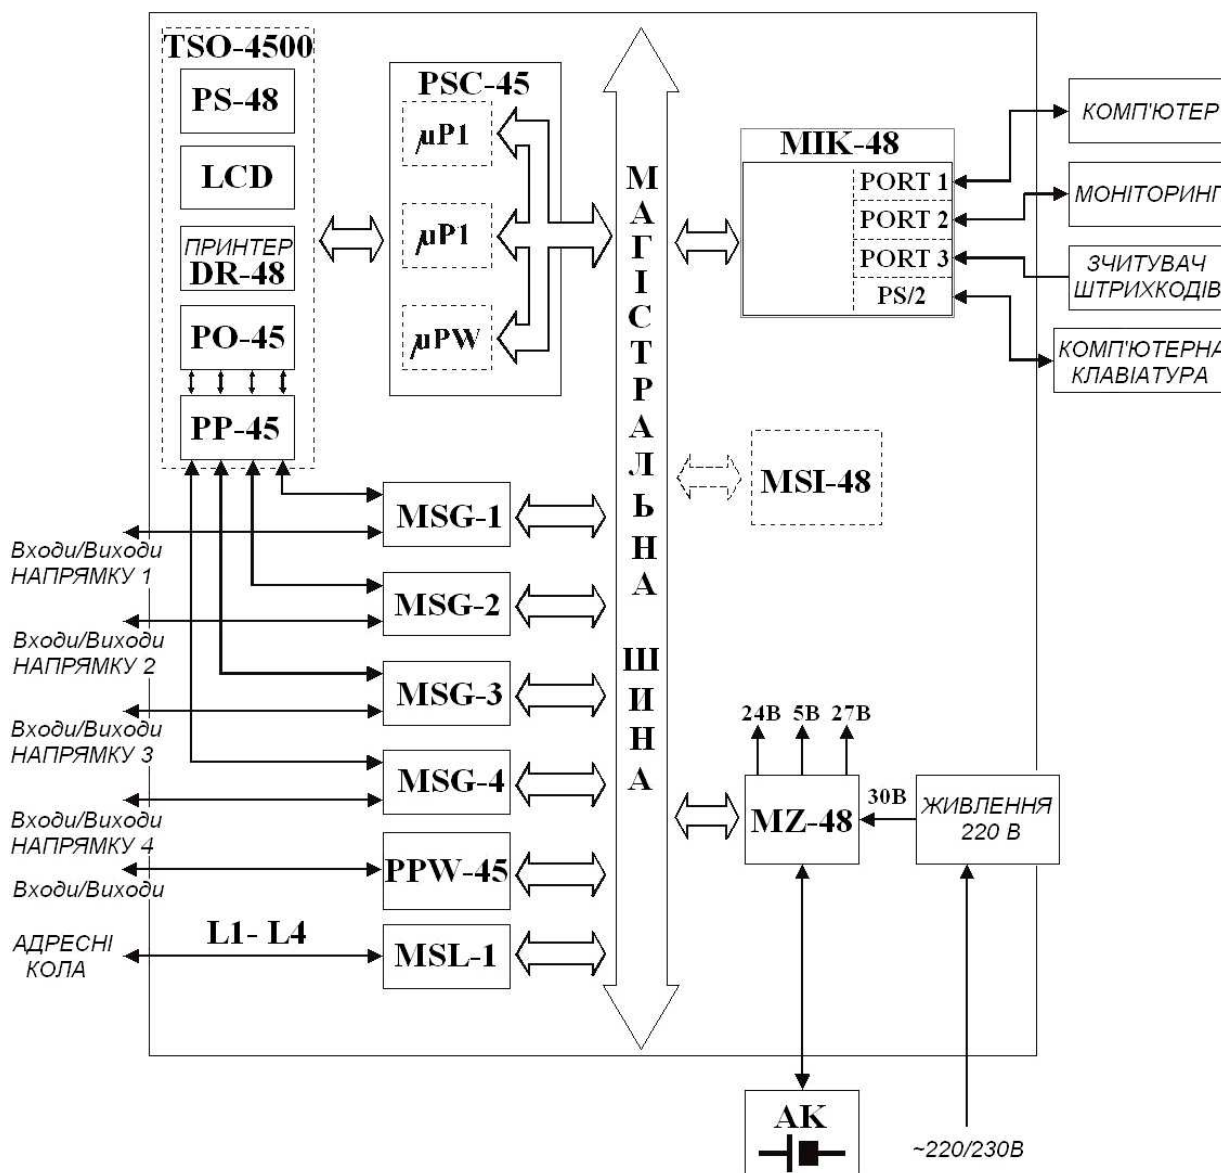 TSO-4500
PS-48
LCD
ПРИНТЕР
DR-48
PO-45
PP-45
PSC-45
µP1
µP1
µPW
МАГІСТРАЛЬНА ШИНА
MIK-48
PORT 1
PORT 2
PORT 3
PS/2
КОМП'ЮТЕР
МОНІТОРИНГ
ЗЧИТУВАЧ
ШТРИХКОДІВ
КОМП'ЮТЕРНА
КЛАВІАТУРА
MSI-48
MSG-1
Входи/Виходи
НАПРЯМКУ 1
MSG-2
Входи/Виходи
НАПРЯМКУ 2
MSG-3
Входи/Виходи
НАПРЯМКУ 3
MSG-4
Входи/Виходи
НАПРЯМКУ 4
PPW-45
Входи/Виходи
L1- L4
АДРЕСНІ
КОЛА
MSL-1
24В
5В
27В
MZ-48
30В
ЖИВЛЕННЯ
220 В
АК
~220/230В